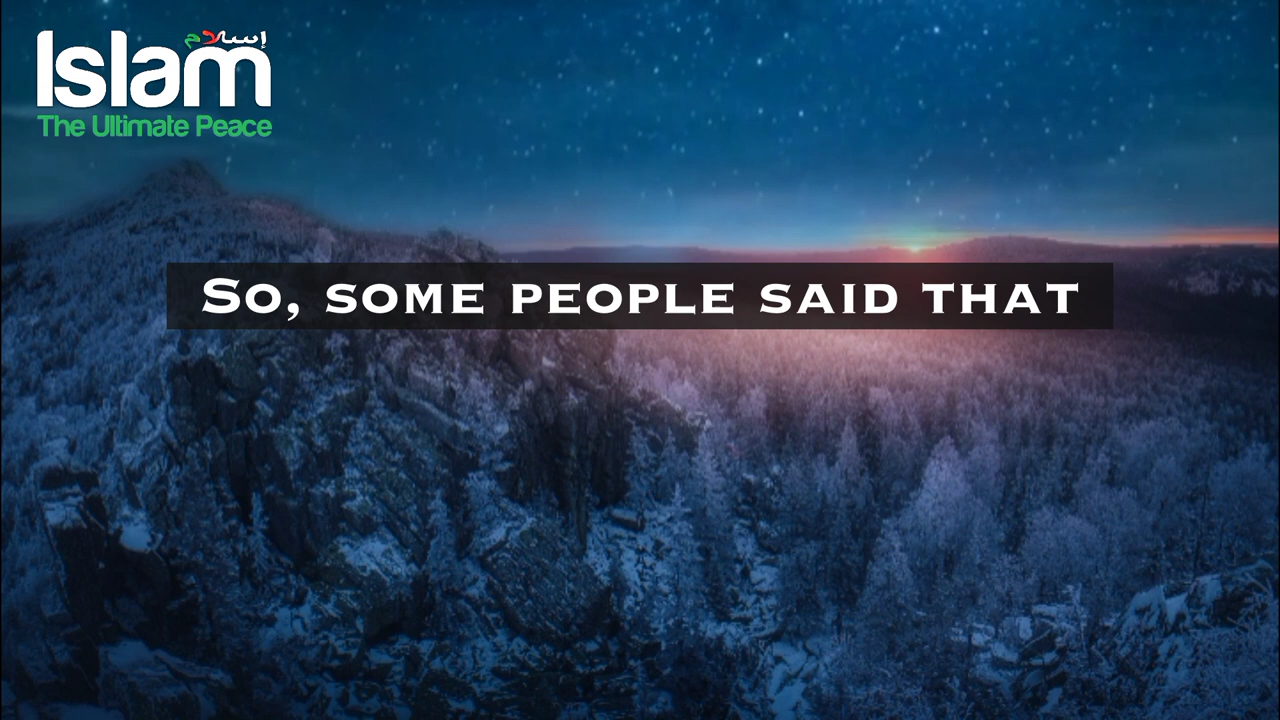 إسلام
Islam
The Ultimate Peace
So, some people said that